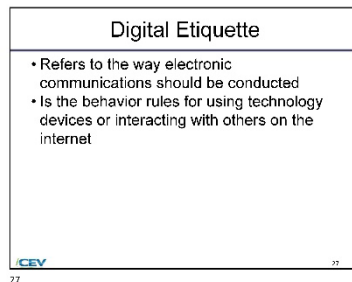 Digital Etiquette
• Refers to the way electronic
communications should be conducted
• Is the behavior rules for using technology
devices or interacting with others on the
internet
iCEV
27
27